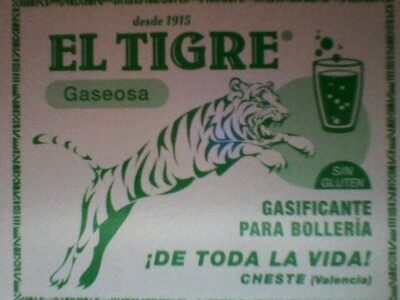 desde 1915
EL TIGRE®
Gaseosa
SIN
GLUTEN
GASIFICANTE
PARA BOLLERÍA
¡DE TODA LA VIDA!
CHESTE (Valencia)